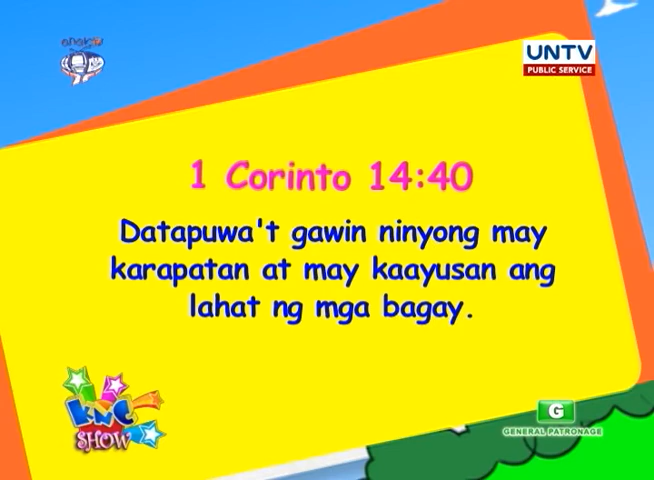 UNTV
PUBLIC SERVICE
1 Corinto 14:40
Datapuwa't gawin ninyong may
karapatan at may kaayusan ang
lahat ng mga bagay.
KNC
SHOW
G
GENERAL PATRONAGE